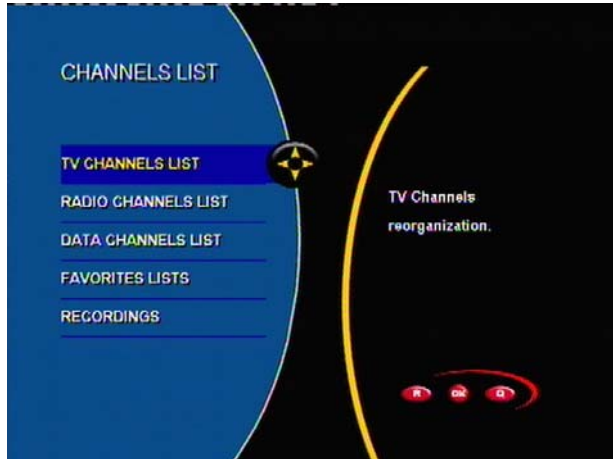 CHANNELS LIST
TV CHANNELS LIST
RADIO CHANNELS LIST
DATA CHANNELS LIST
FAVORITES LISTS
RECORDINGS
TV Channels
reorganization.
R OK Q